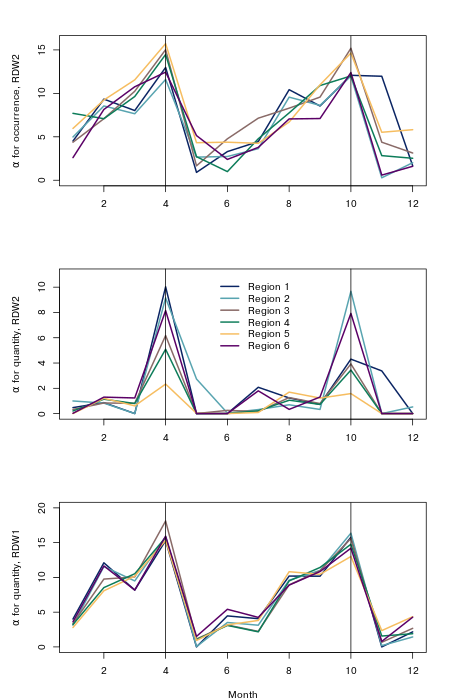 α for occurrence, RDW2
15
10
5
0
2 4 6 8 10 12
α for quantity, RDW2
10
8
6
4
2
0
Region 1
Region 2
Region 3
Region 4
Region 5
Region 6
2 4 6 8 10 12
α for quantity, RDW1
20
15
10
5
0
2 4 6 8 10 12
Month